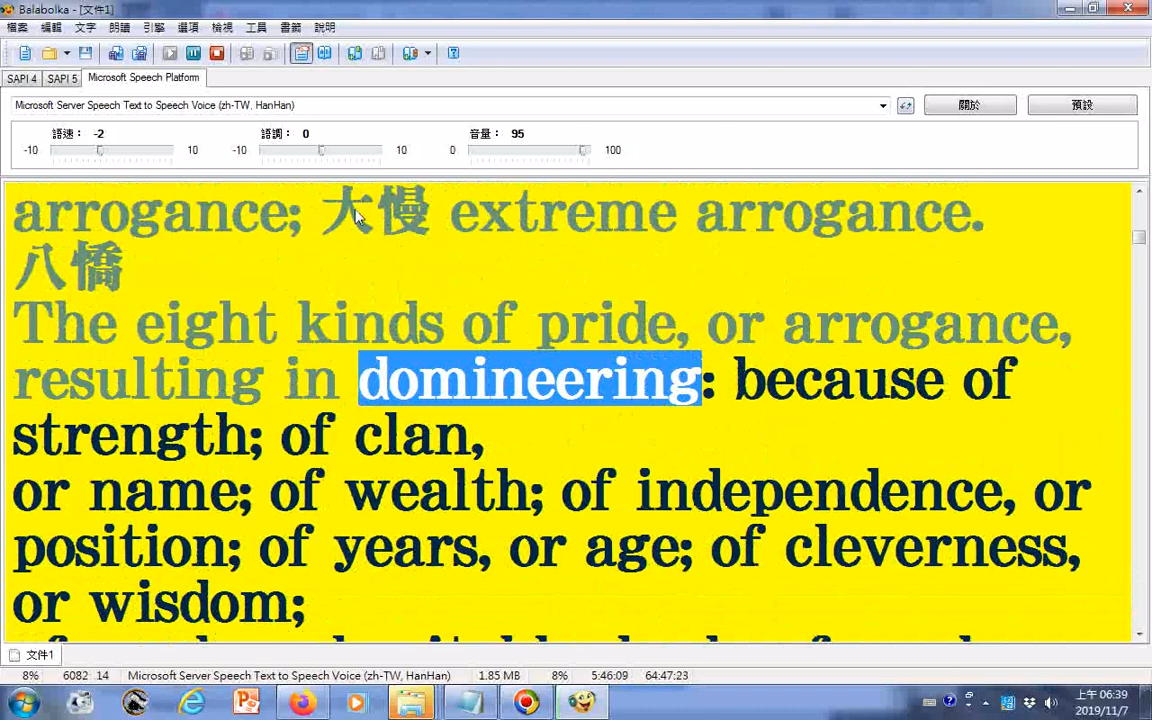 Balabolka - [文件1]
檔案 編輯 文字 朗讀 引擎 選項 檢視 工具 書籤 說明
SAPI 4 SAPI 5 Microsoft Speech Platform
Microsoft Server Speech Text to Speech Voice (zh-TW, HanHan) 關於 預設
語速： -2 語調： 0 音量： 95
-10 10 -10 10 0 100
arrogance; 大慢 extreme arrogance.
八憍
The eight kinds of pride, or arrogance,
resulting in domineering: because of
strength; of clan,
or name; of wealth; of independence, or
position; of years, or age; of cleverness,
or wisdom;
文件1
8% 6082 14 Microsoft Server Speech Text to Speech Voice (zh-TW, HanHan) 1.85 MB 8% 5:46:09 64:47:23
上午 06:39
2019/11/7